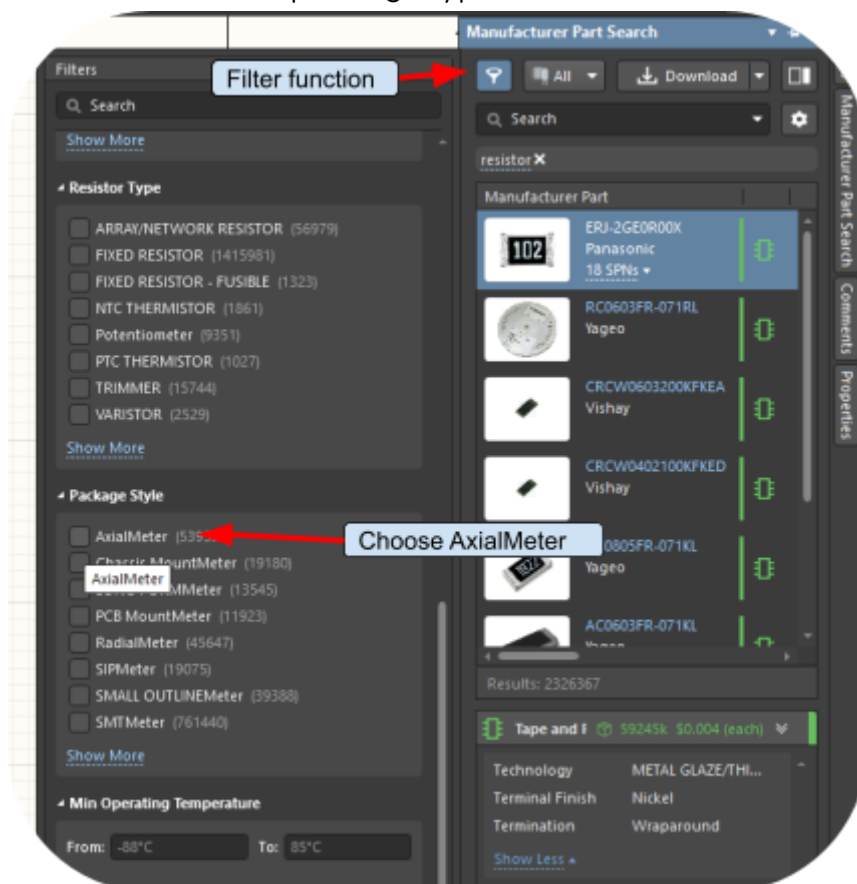 Manufacturer Part Search
Filters
Filter function
All
Download
Search
Search
Show More
resistor
Manufacturer Part
Resistor Type
ARRAY/NETWORK RESISTOR (56979)
FIXED RESISTOR (1415981)
FIXED RESISTOR - FUSIBLE (1323)
NTC THERMISTOR (1861)
Potentiometer (9351)
PTC THERMISTOR (1027)
TRIMMER (15744)
VARISTOR (2529)
Show More
Package Style
AxialMeter
Chassis MountMeter (19180)
AxialMeter
(13545)
PCB MountMeter (11923)
RadialMeter (45647)
SIPMeter (19075)
SMALL OUTLINEMeter (39388)
SMTMeter (761440)
Show More
Min Operating Temperature
From: -88°C To: 85°C
Choose AxialMeter
102
ERJ-2GE0R00X
Panasonic
18 SPNs
RC0603FR-071RL
Yageo
CRCW0603200KFKEA
Vishay
CRCW0402100KFKED
Vishay
0805FR-071KL
Yageo
AC0603FR-071KL
Yageo
Results: 2326367
Tape and 59245k $0.004 (each)
Technology METAL GLAZE/THI...
Terminal Finish Nickel
Termination Wraparound
Show Less
Manufacturer Part Search
Comments
Properties